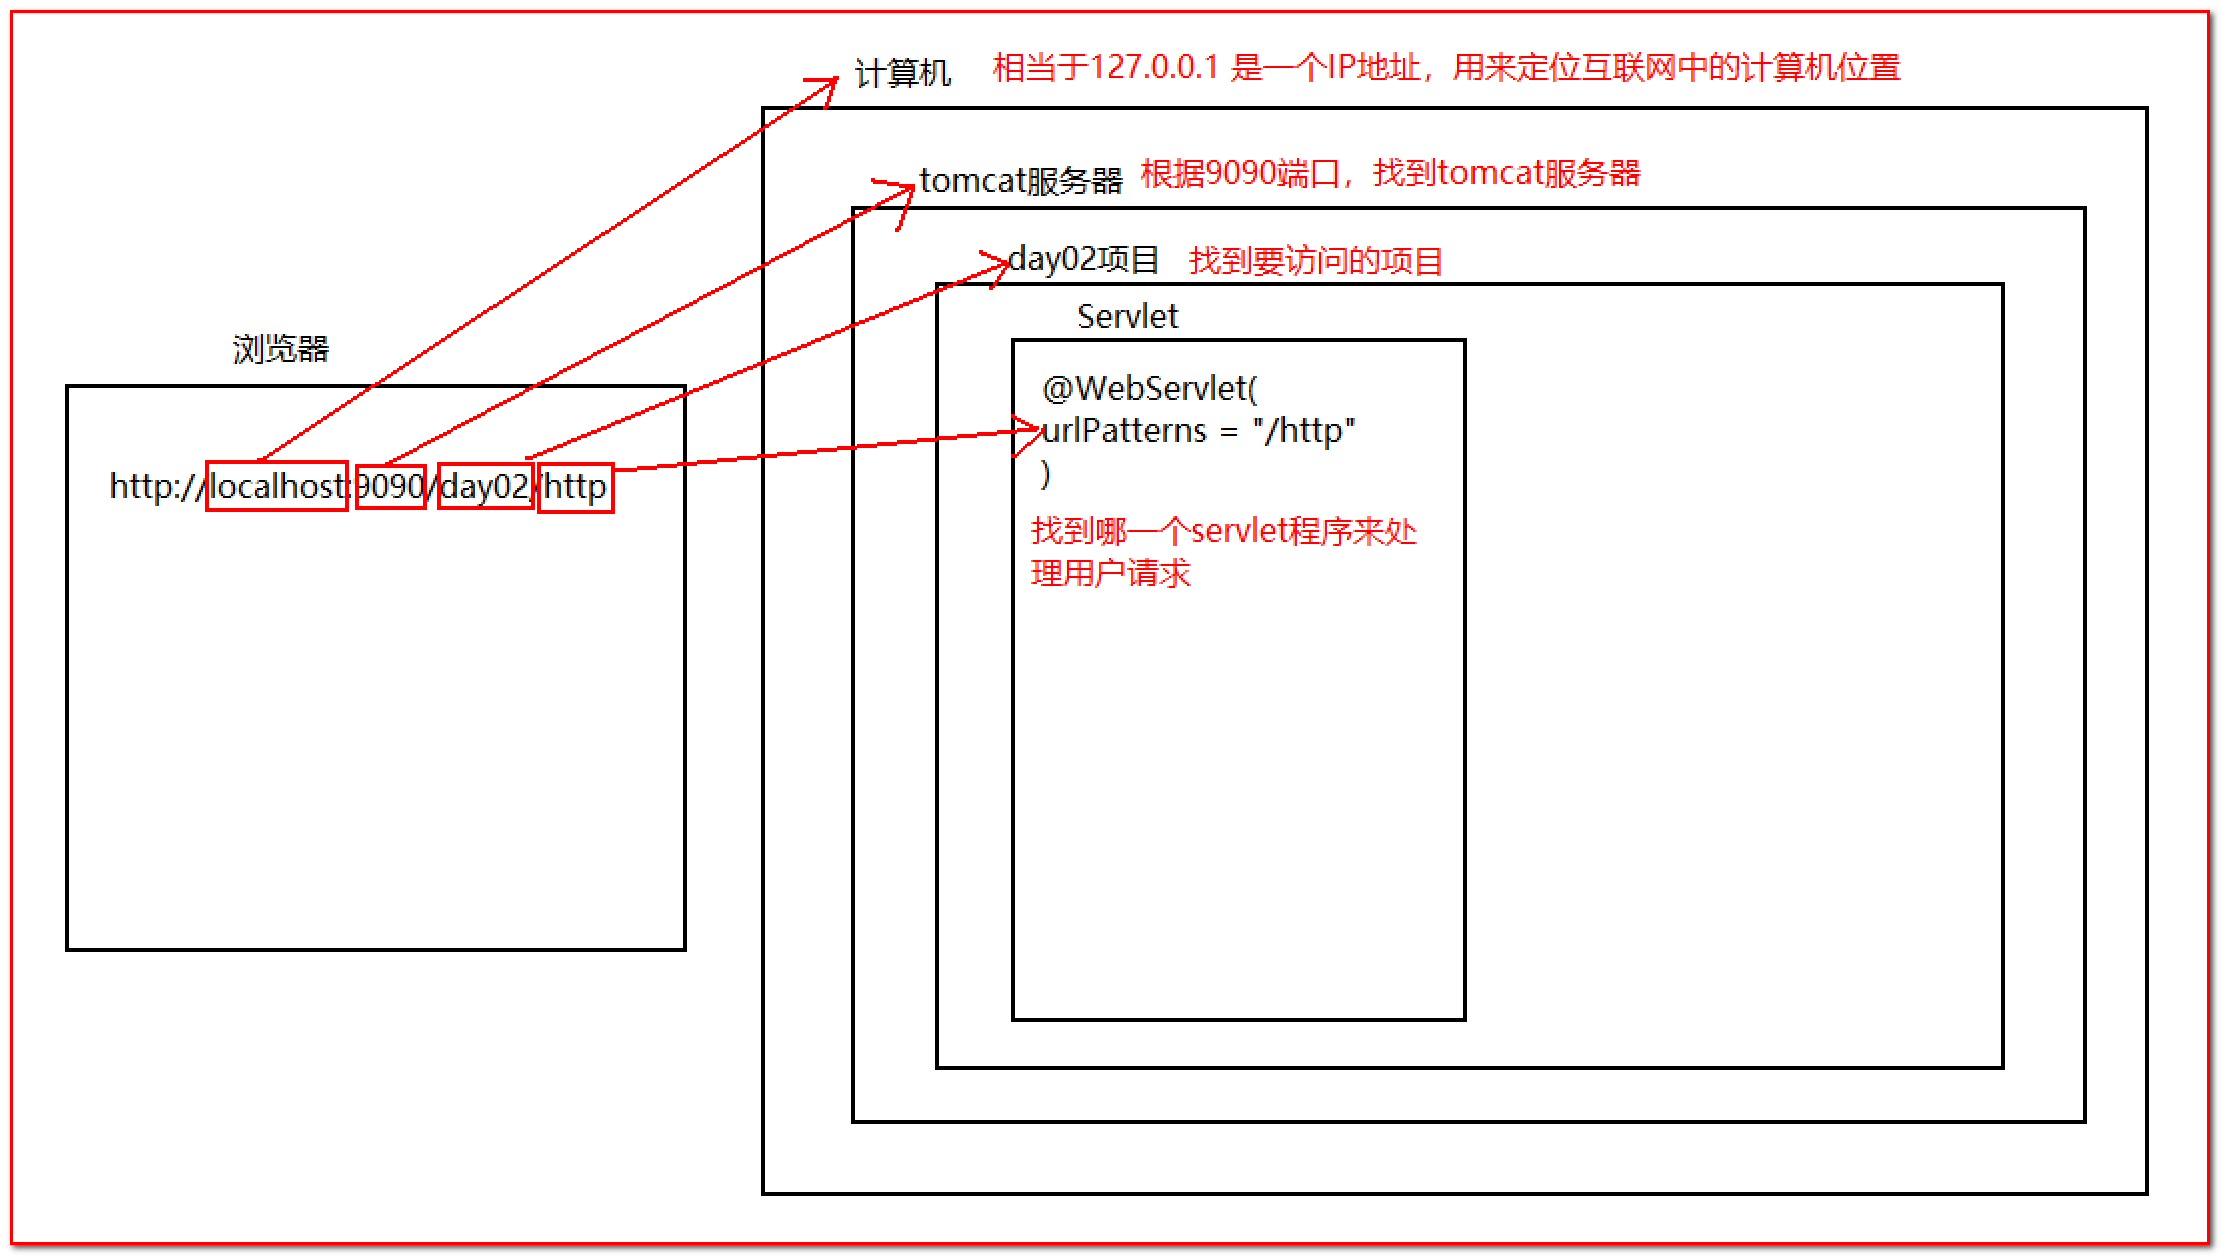 计算机 相当于127.0.0.1 是一个IP地址，用来定位互联网中的计算机位置
tomcat服务器 根据9090端口，找到tomcat服务器
day02项目 找到要访问的项目
Servlet
浏览器
@WebServlet(
urlPatterns = "/http"
)
http://localhost:9090/day02/http
找到哪一个servlet程序来处
理用户请求